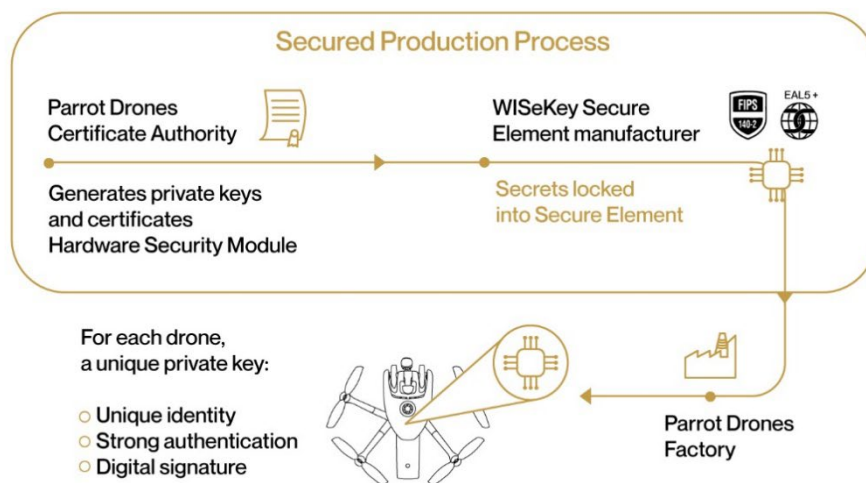 Secured Production Process
Parrot Drones
Certificate Authority
WISeKey Secure
Element manufacturer
FIPS
140-2
EAL5 +
Generates private keys
and certificates
Hardware Security Module
Secrets locked
into Secure Element
For each drone,
a unique private key:
Unique identity
Strong authentication
Digital signature
Parrot Drones
Factory